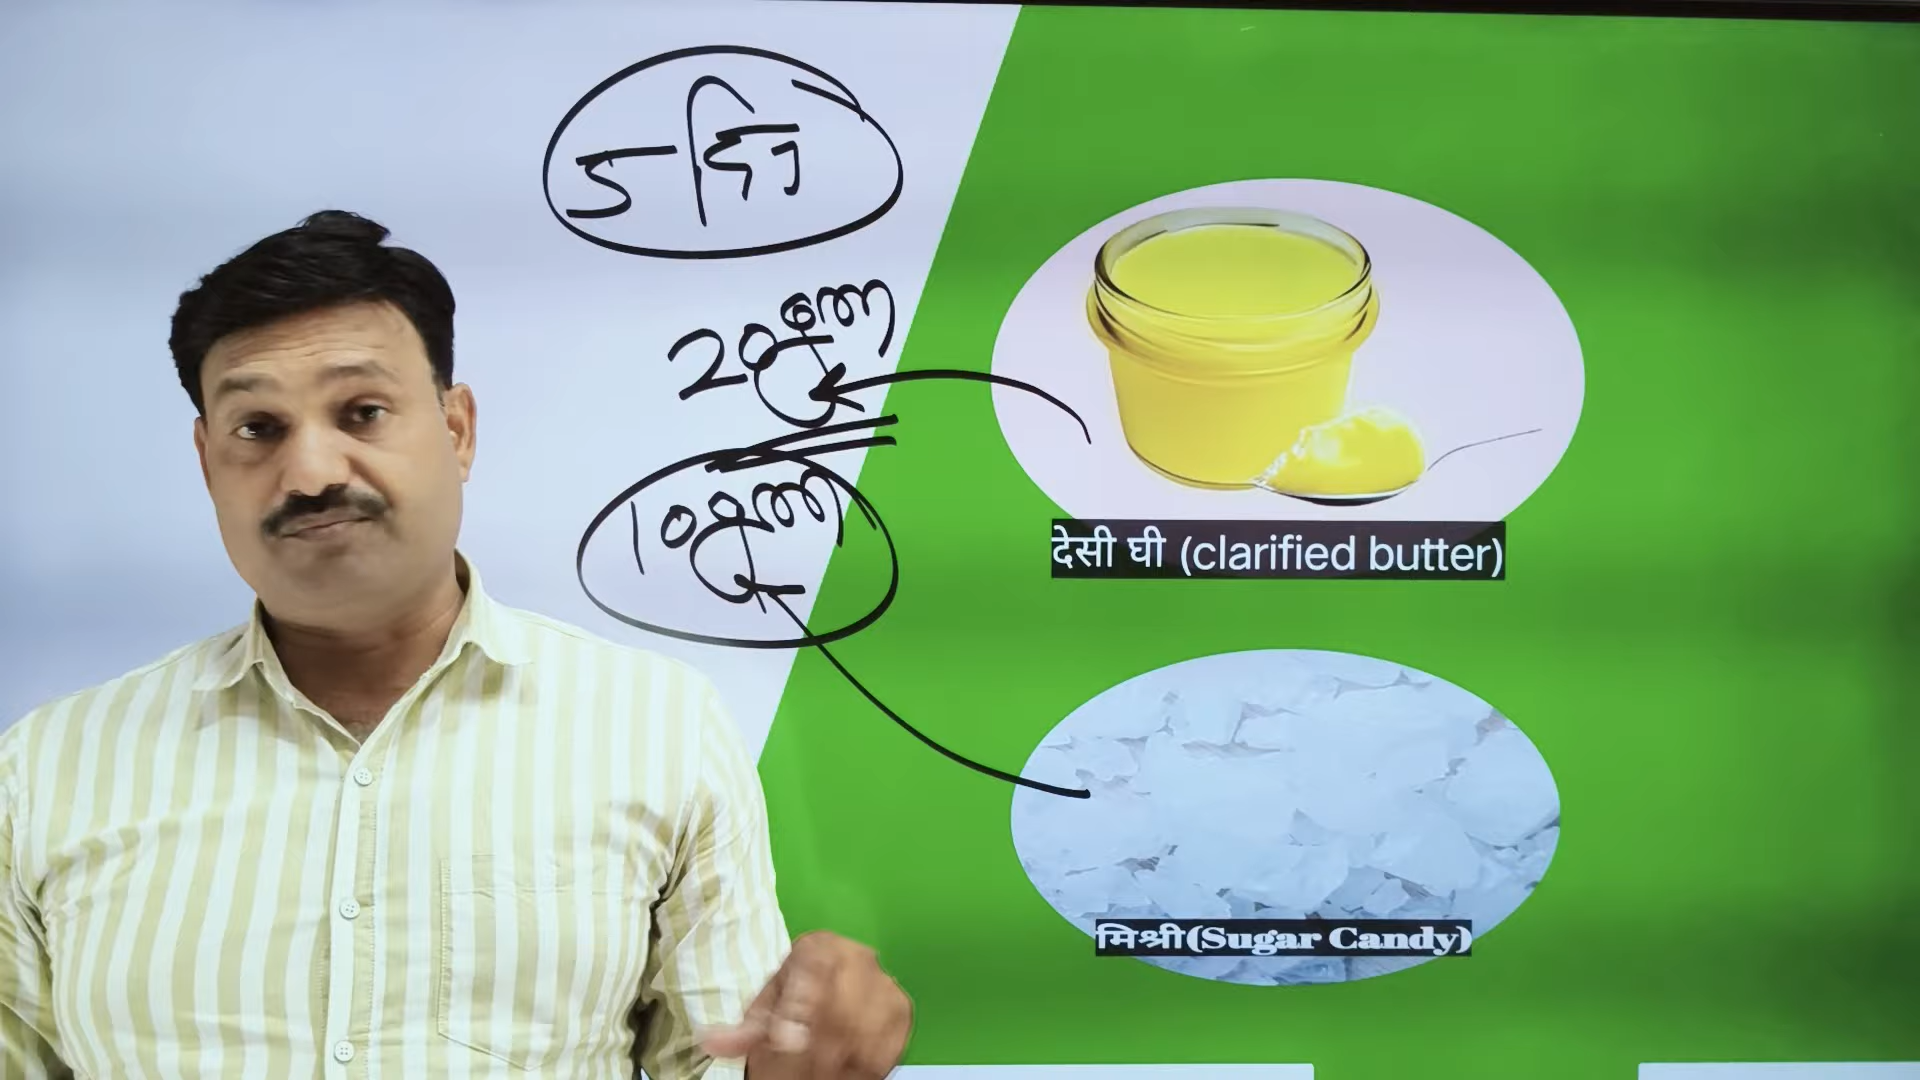 5 दिन
20 ग्राम
10 ग्राम
देसी घी (clarified butter)
मिश्री(Sugar Candy)